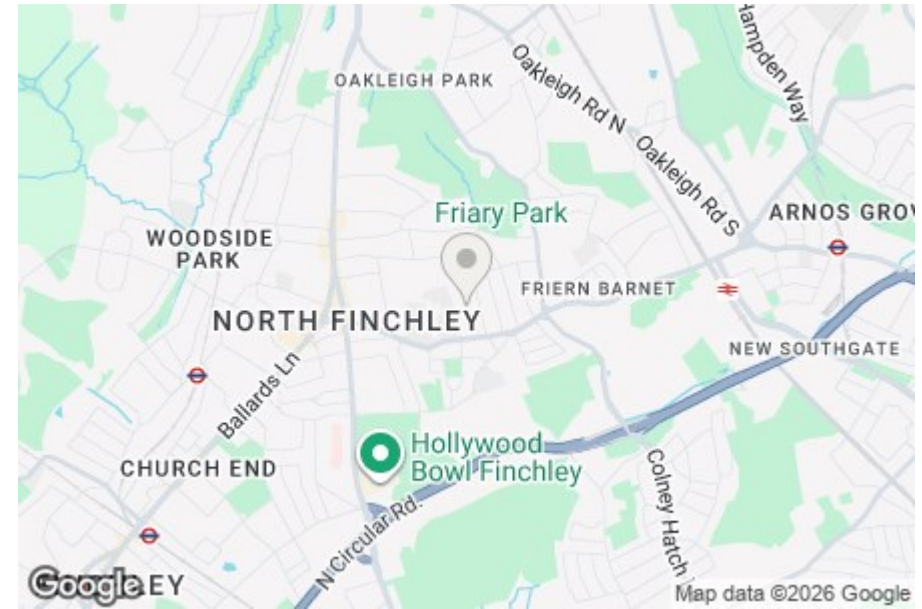 Hampden Way
OAKLEIGH PARK
Oakleigh Rd N
Oakleigh Rd S
Friary Park
ARNOS GROV
WOODSIDE
PARK
FRIERN BARNET
NORTH FINCHLEY
NEW SOUTHGATE
Ballards Ln
Hollywood
Bowl Finchley
CHURCH END
Colney Hatch
N Circular Rd.
Google
LEY
Map data ©2026 Google